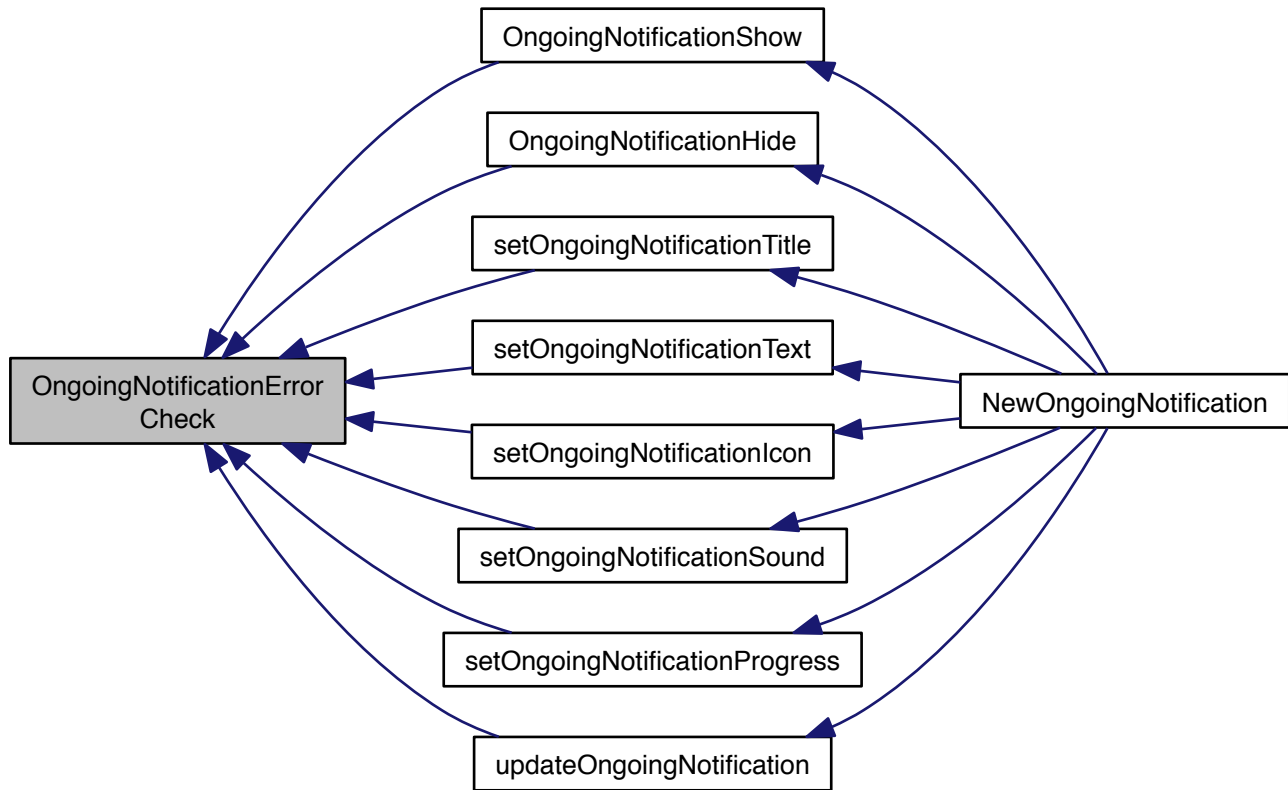 OngoingNotificationShow
OngoingNotificationHide
setOngoingNotificationTitle
setOngoingNotificationText
OngoingNotificationError
Check
NewOngoingNotification
setOngoingNotificationIcon
setOngoingNotificationSound
setOngoingNotificationProgress
updateOngoingNotification